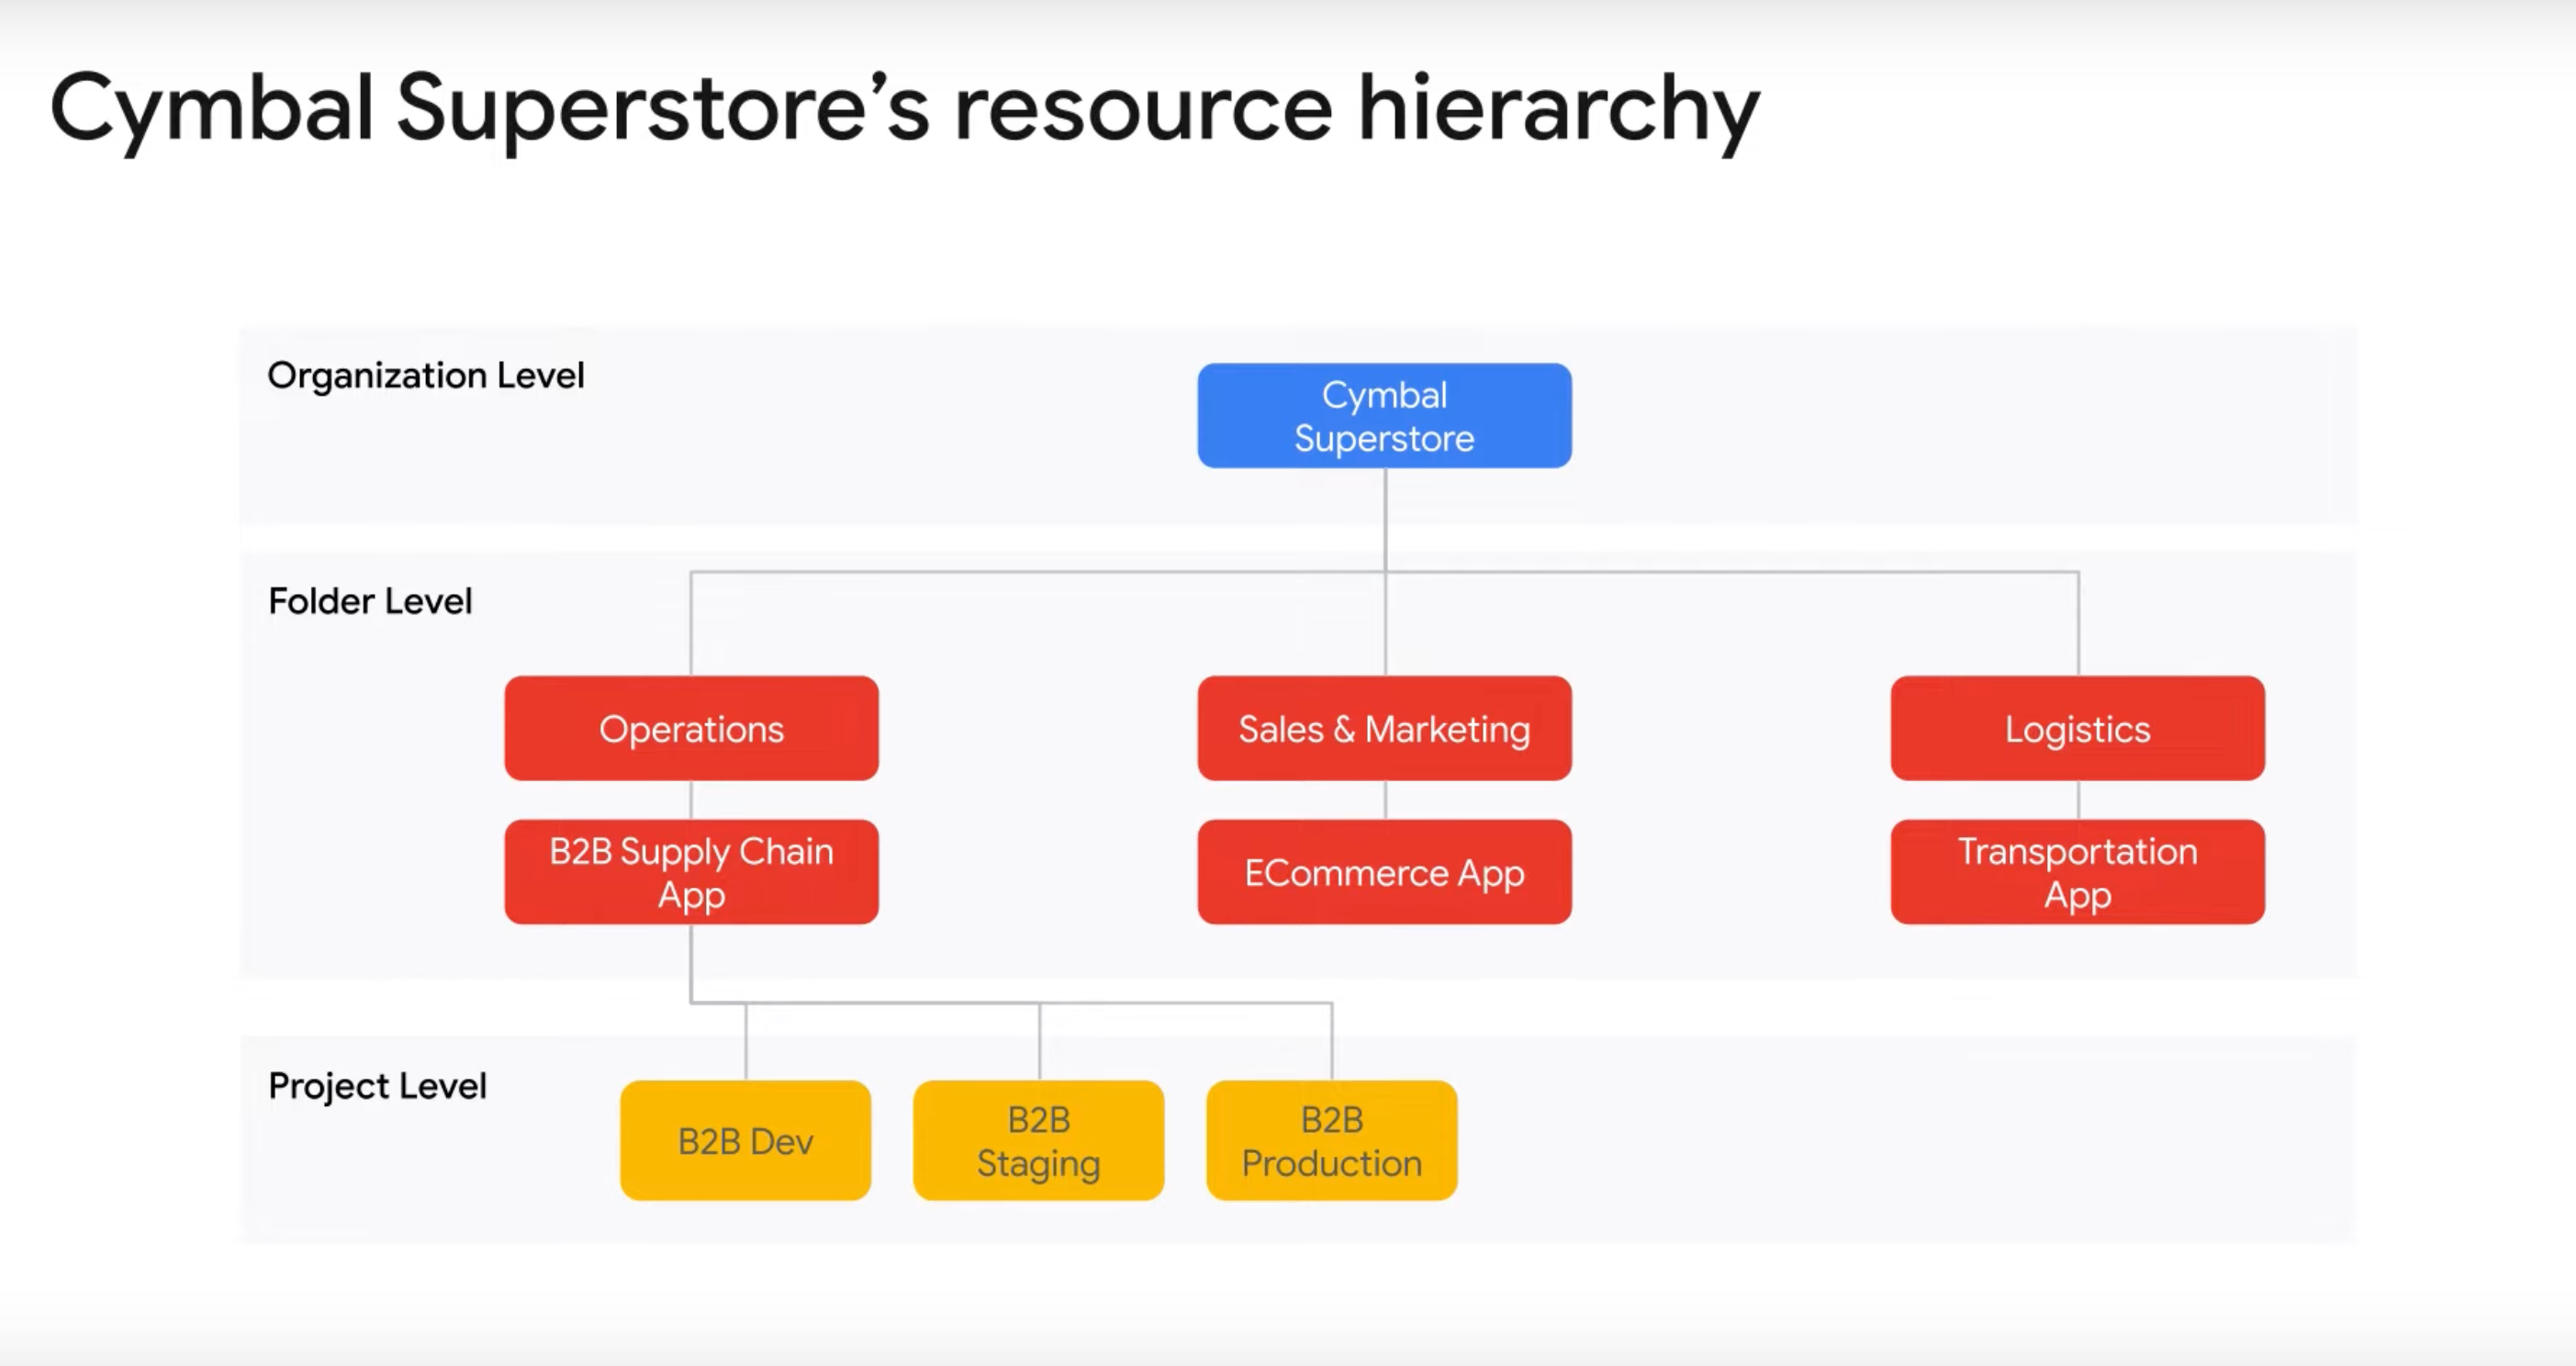 Cymbal Superstore’s resource hierarchy
Organization Level
Cymbal
Superstore
Folder Level
Operations
Sales & Marketing
Logistics
B2B Supply Chain
App
ECommerce App
Transportation
App
Project Level
B2B Dev
B2B
Staging
B2B
Production